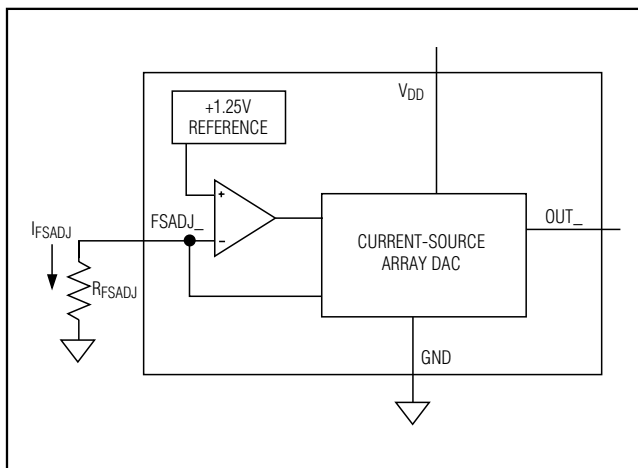 VDD
+1.25V
REFERENCE
+
FSADJ_
−
IFSADJ
RFSADJ
CURRENT-SOURCE
ARRAY DAC
OUT_
GND